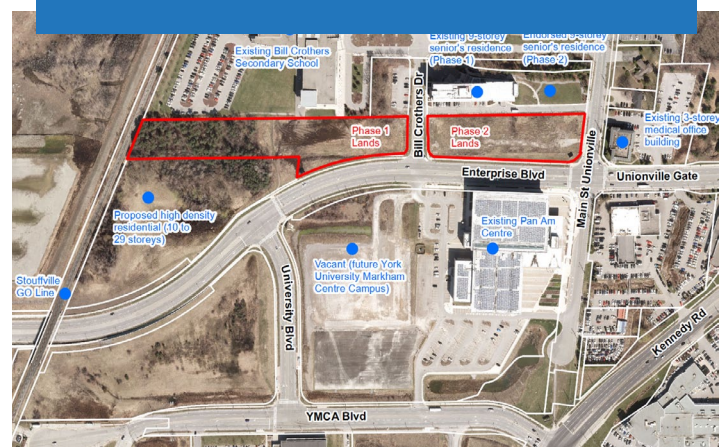 Existing 9-storey
senior's residence
(Phase 1)
Endorsed 9-storey
senior's residence
(Phase 2)
Existing Bill Crothers
Secondary School
Bill Crothers Dr
Phase 1
Lands
Phase 2
Lands
Existing 3-storey
medical office
building
Main St Unionville
Enterprise Blvd
Unionville Gate
Proposed high density
residential (10 to
29 storeys)
Existing Pan Am
Centre
Stouffville
GO Line
University Blvd
Vacant (future York
University Markham
Centre Campus)
Kennedy Rd
YMCA Blvd